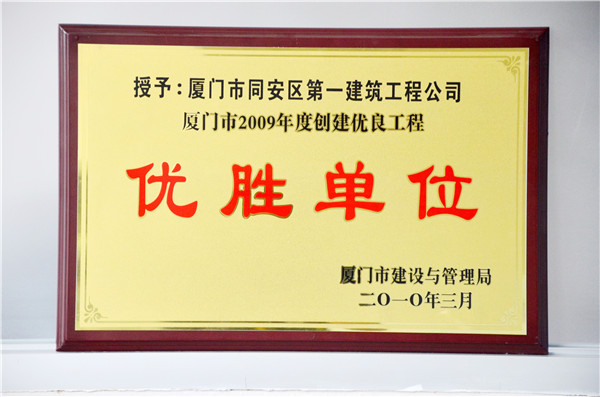 授予：厦门市同安区第一建筑工程公司
厦门市2009年度创建优良工程
优胜单位
厦门市建设与管理局
二〇一〇年三月